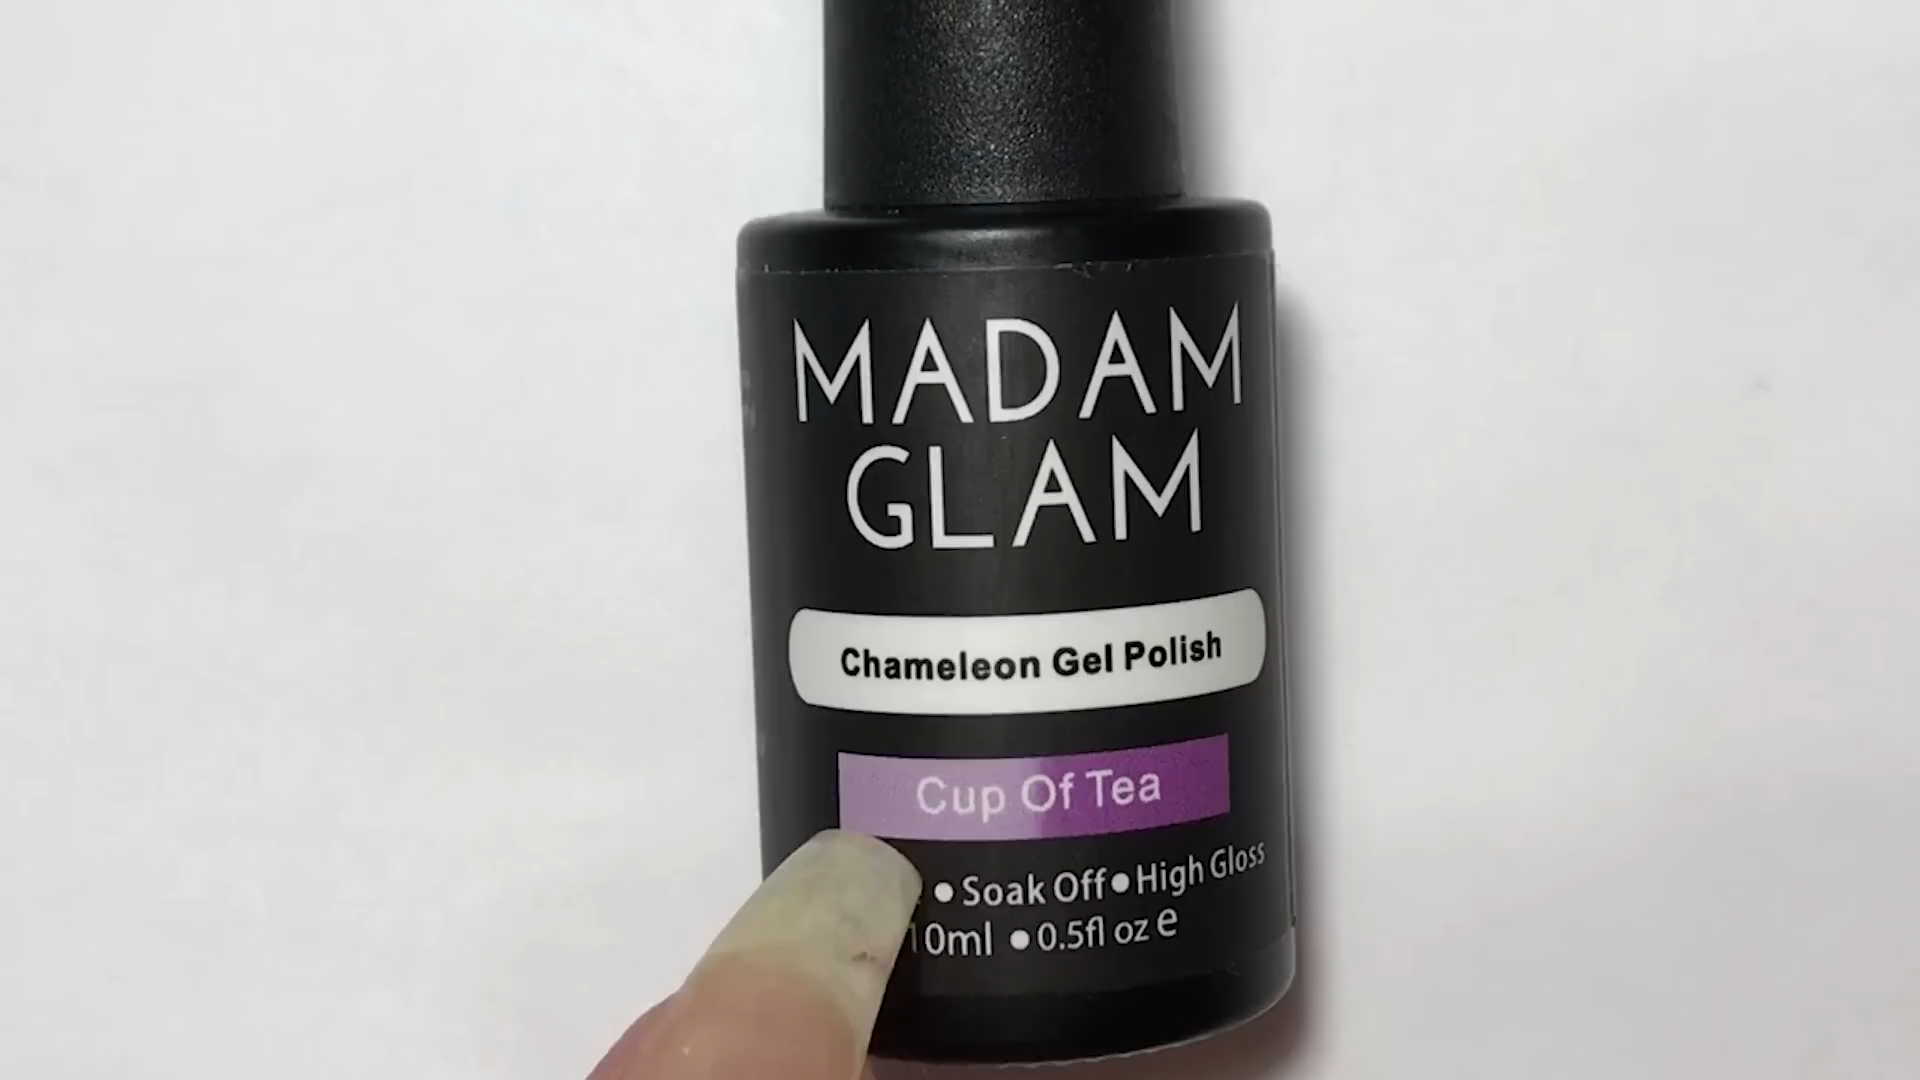 MADAM
GLAM
Chameleon Gel Polish
Cup Of Tea
● Soak Off ● High Gloss
10ml ● 0.5fl oz e